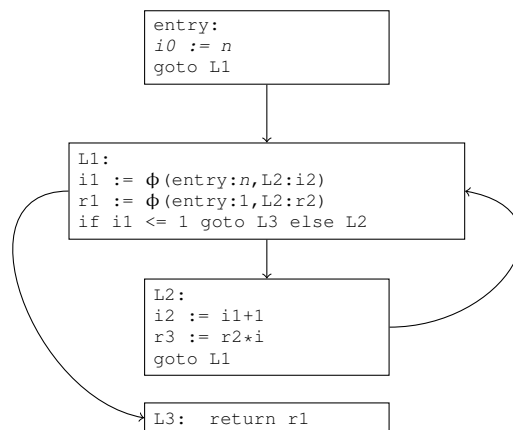 entry:
i0 := n
goto L1
L1:
i1 := ϕ(entry:n,L2:i2)
r1 := ϕ(entry:1,L2:r2)
if i1 <= 1 goto L3 else L2
L2:
i2 := i1+1
r3 := r2*i
goto L1
L3:  return r1